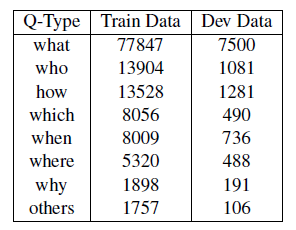 Q-Type Train Data Dev Data
what 77847 7500
who 13904 1081
how 13528 1281
which 8056 490
when 8009 736
where 5320 488
why 1898 191
others 1757 106